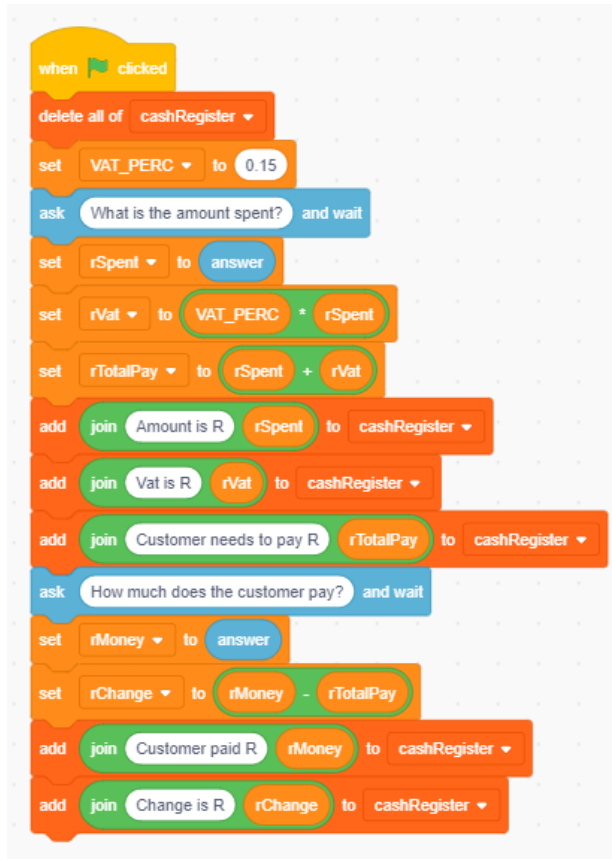 when clicked
delete all of cashRegister
set VAT_PERC to 0.15
ask What is the amount spent? and wait
set rSpent to answer
set rVat to VAT_PERC * rSpent
set rTotalPay to rSpent + rVat
add join Amount is R rSpent to cashRegister
add join Vat is R rVat to cashRegister
add join Customer needs to pay R rTotalPay to cashRegister
ask How much does the customer pay? and wait
set rMoney to answer
set rChange to rMoney - rTotalPay
add join Customer paid R rMoney to cashRegister
add join Change is R rChange to cashRegister